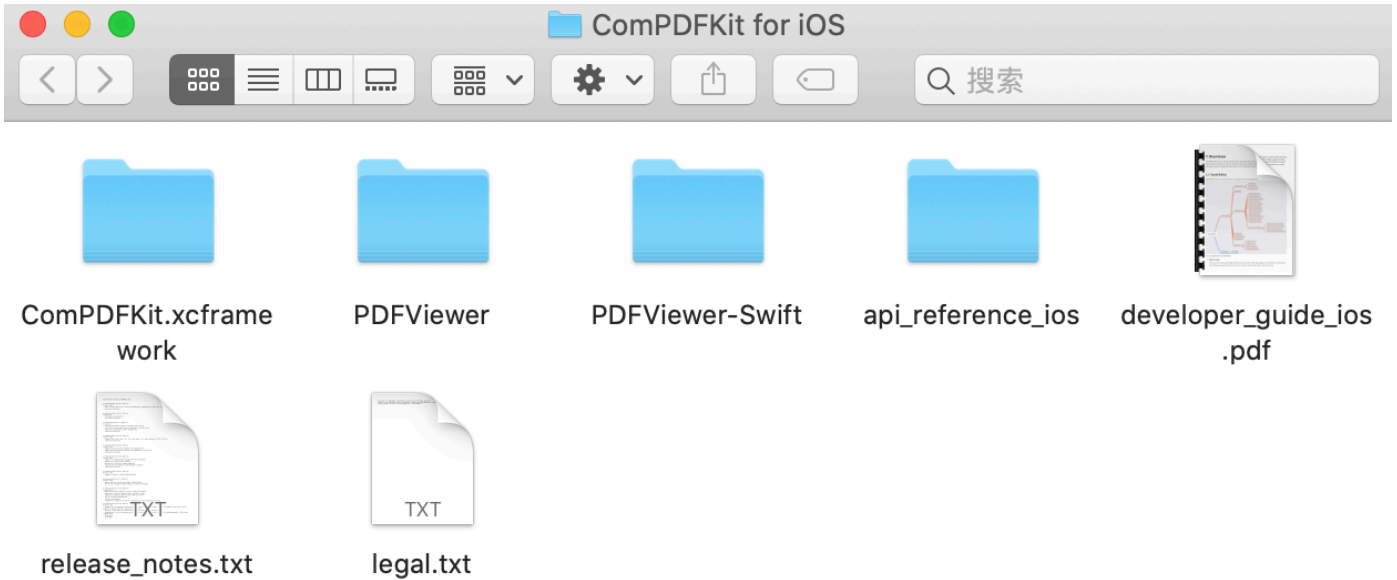 ComPDFKit for iOS
搜索
ComPDFKit.xcframe
work
PDFViewer
PDFViewer-Swift
api_reference_ios
developer_guide_ios
.pdf
TXT
release_notes.txt
TXT
legal.txt